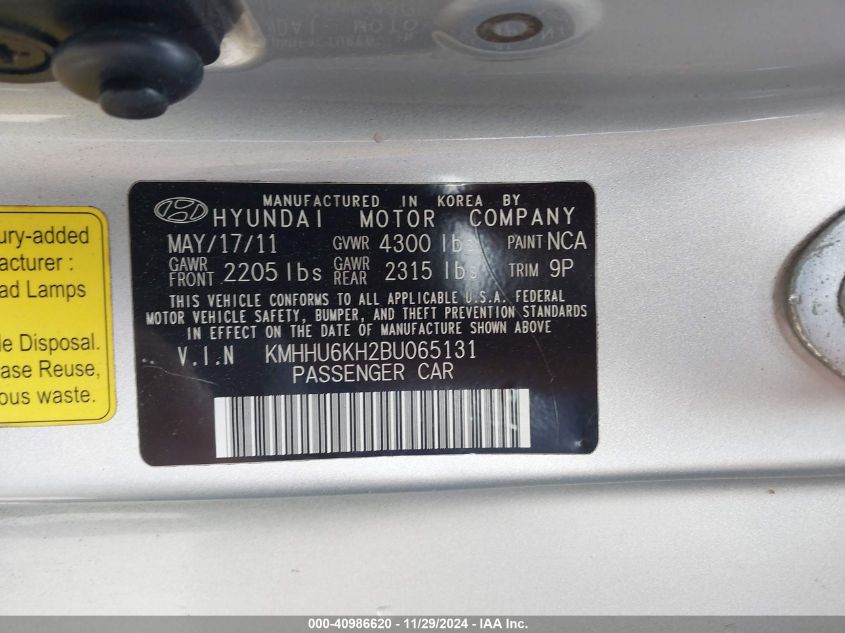 MANUFACTURED IN KOREA BY
HYUNDAI MOTOR COMPANY
MAY/17/11 GVWR 4300 lbs PAINT NCA
GAWR FRONT 2205 lbs GAWR REAR 2315 lbs TRIM 9P
THIS VEHICLE CONFORMS TO ALL APPLICABLE U.S.A. FEDERAL
MOTOR VEHICLE SAFETY, BUMPER, AND THEFT PREVENTION STANDARDS
IN EFFECT ON THE DATE OF MANUFACTURE SHOWN ABOVE
V.I.N KMHHU6KH2BU065131
PASSENGER CAR
ury-added
acturer :
ad Lamps
le Disposal.
ase Reuse,
ous waste.
000-40986620 - 11/29/2024 - IAA Inc.